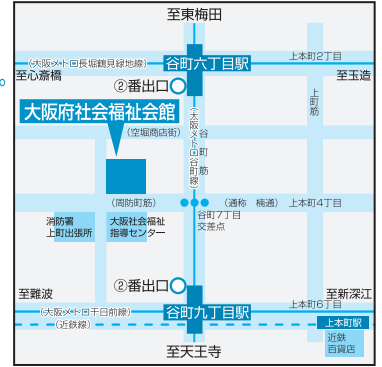 至東梅田
谷町六丁目駅
(大阪メトロ長堀鶴見緑地線)
上本町2丁目
至心斎橋
至玉造
②番出口
大阪府社会福祉会館
上町筋
(空堀商店街)
谷町筋
(大阪メトロ谷町線)
(周防町筋)
(通称 楠通)
上本町4丁目
谷町7丁目
交差点
消防署
上町出張所
大阪社会福祉
指導センター
②番出口
至難波
至新深江
上本町6丁目
(大阪メトロ千日前線)
谷町九丁目駅
(近鉄線)
上本町駅
近鉄
百貨店
至天王寺